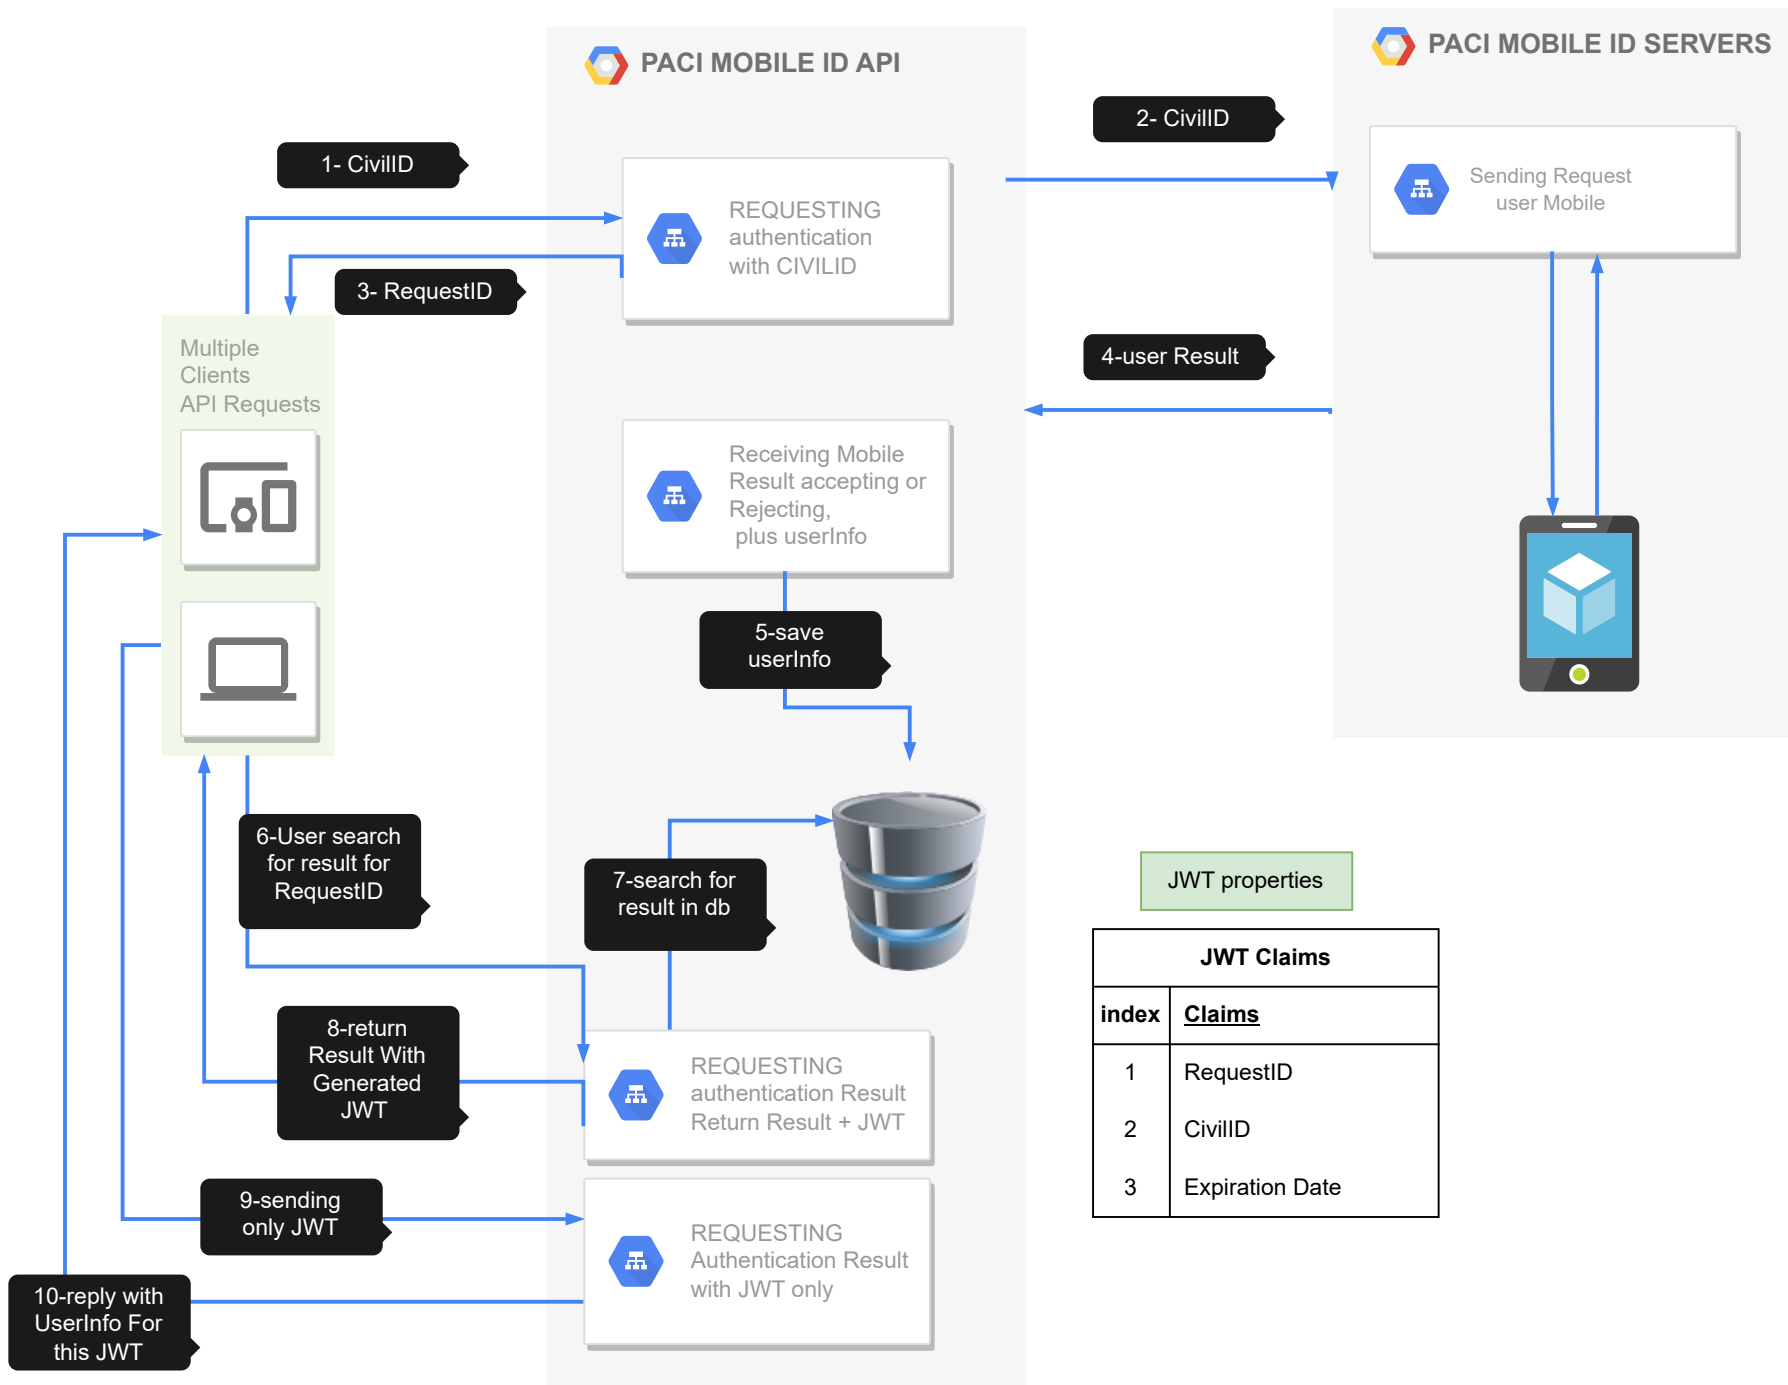 PACI MOBILE ID API
PACI MOBILE ID SERVERS
1- CivilID
2- CivilID
REQUESTING
authentication
with CIVILID
Sending Request
user Mobile
3- RequestID
4-user Result
Multiple
Clients
API Requests
Receiving Mobile
Result accepting or
Rejecting,
plus userInfo
5-save
userInfo
6-User search
for result for
RequestID
7-search for
result in db
JWT properties
JWT Claims
index Claims
1 RequestID
2 CivilID
3 Expiration Date
8-return
Result With
Generated
JWT
REQUESTING
authentication Result
Return Result + JWT
9-sending
only JWT
REQUESTING
Authentication Result
with JWT only
10-reply with
UserInfo For
this JWT